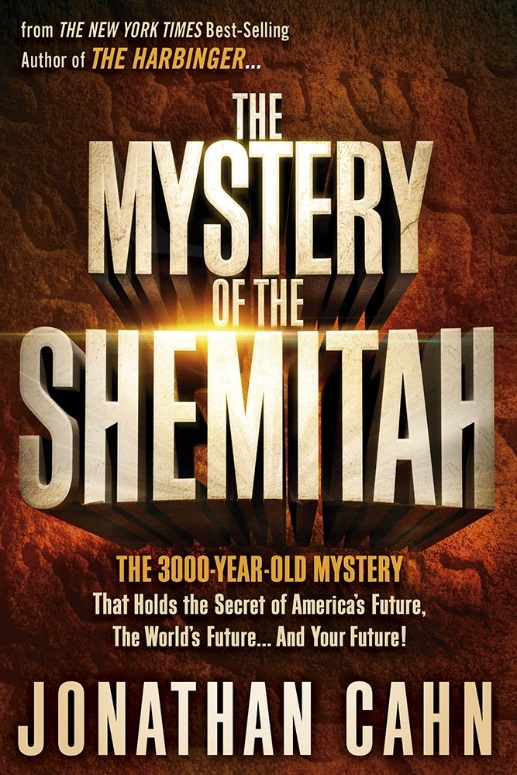 from THE NEW YORK TIMES Best-Selling
Author of THE HARBINGER...
THE
MYSTERY
OF THE
SHEMITAH
THE 3000-YEAR-OLD MYSTERY
That Holds the Secret of America's Future,
The World's Future... And Your Future!
JONATHAN CAHN